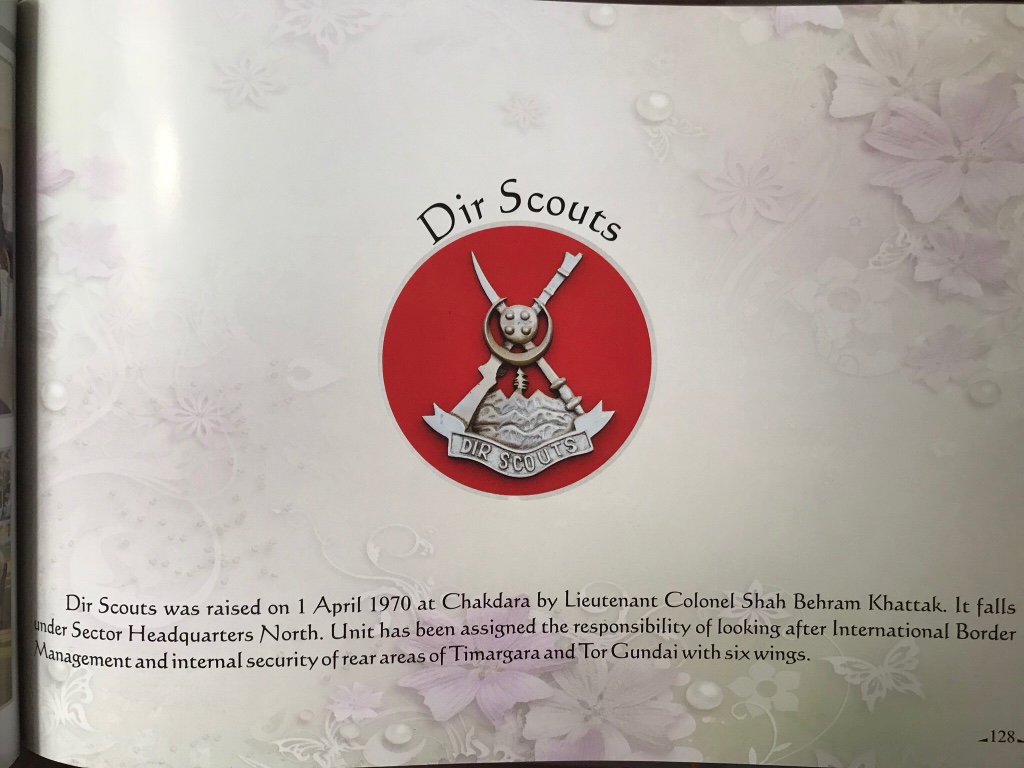 Dir Scouts
DIR SCOUTS
Dir Scouts was raised on 1 April 1970 at Chakdara by Lieutenant Colonel Shah Behram Khattak. It falls
under Sector Headquarters North. Unit has been assigned the responsibility of looking after International Border
Management and internal security of rear areas of Timargara and Tor Gundai with six wings.
128